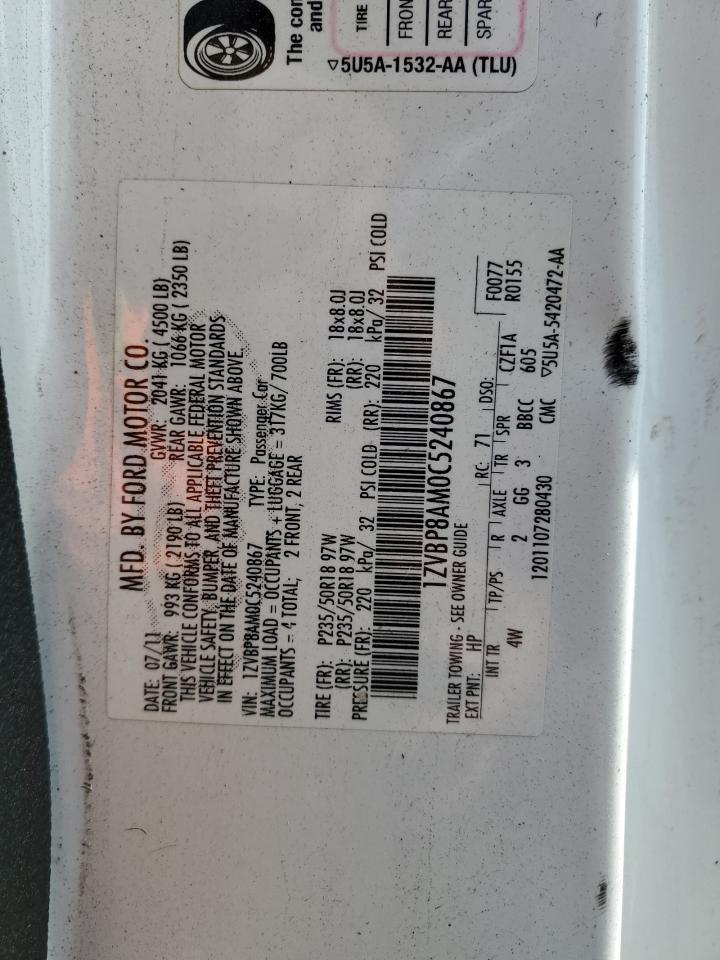 The con
and
TIRE
FRON
REAR
SPAR
▽5U5A-1532-AA (TLU)
MFD. BY FORD MOTOR CO.
DATE: 07/11 GVWR: 2041 KG ( 4500 LB)
FRONT GAWR: 993 KG ( 2190 LB) REAR GAWR: 1066 KG ( 2350 LB)
THIS VEHICLE CONFORMS TO ALL APPLICABLE FEDERAL MOTOR
VEHICLE SAFETY, BUMPER, AND THEFT PREVENTION STANDARDS
IN EFFECT ON THE DATE OF MANUFACTURE SHOWN ABOVE.
VIN: 1ZVBP8AM0C5240867 TYPE: Passenger Car
MAXIMUM LOAD = OCCUPANTS + LUGGAGE = 317KG/ 700LB
OCCUPANTS = 4 TOTAL; 2 FRONT, 2 REAR
TIRE (FR): P235/50R18 97W RIMS (FR): 18x8.0J
(RR): P235/50R18 97W (RR): 18x8.0J
PRESSURE (FR): 220 kPa/ 32 PSI COLD (RR): 220 kPa/ 32 PSI COLD
1ZVBP8AM0C5240867
TRAILER TOWING - SEE OWNER GUIDE
EXT PNT: HP RC: 71 DSO: F0077
INT TR TP/PS R AXLE TR SPR R0155
4W 2 GG 3 BBCC CZF1A
605
1201107280430 CMC ▽5U5A-5420472-AA